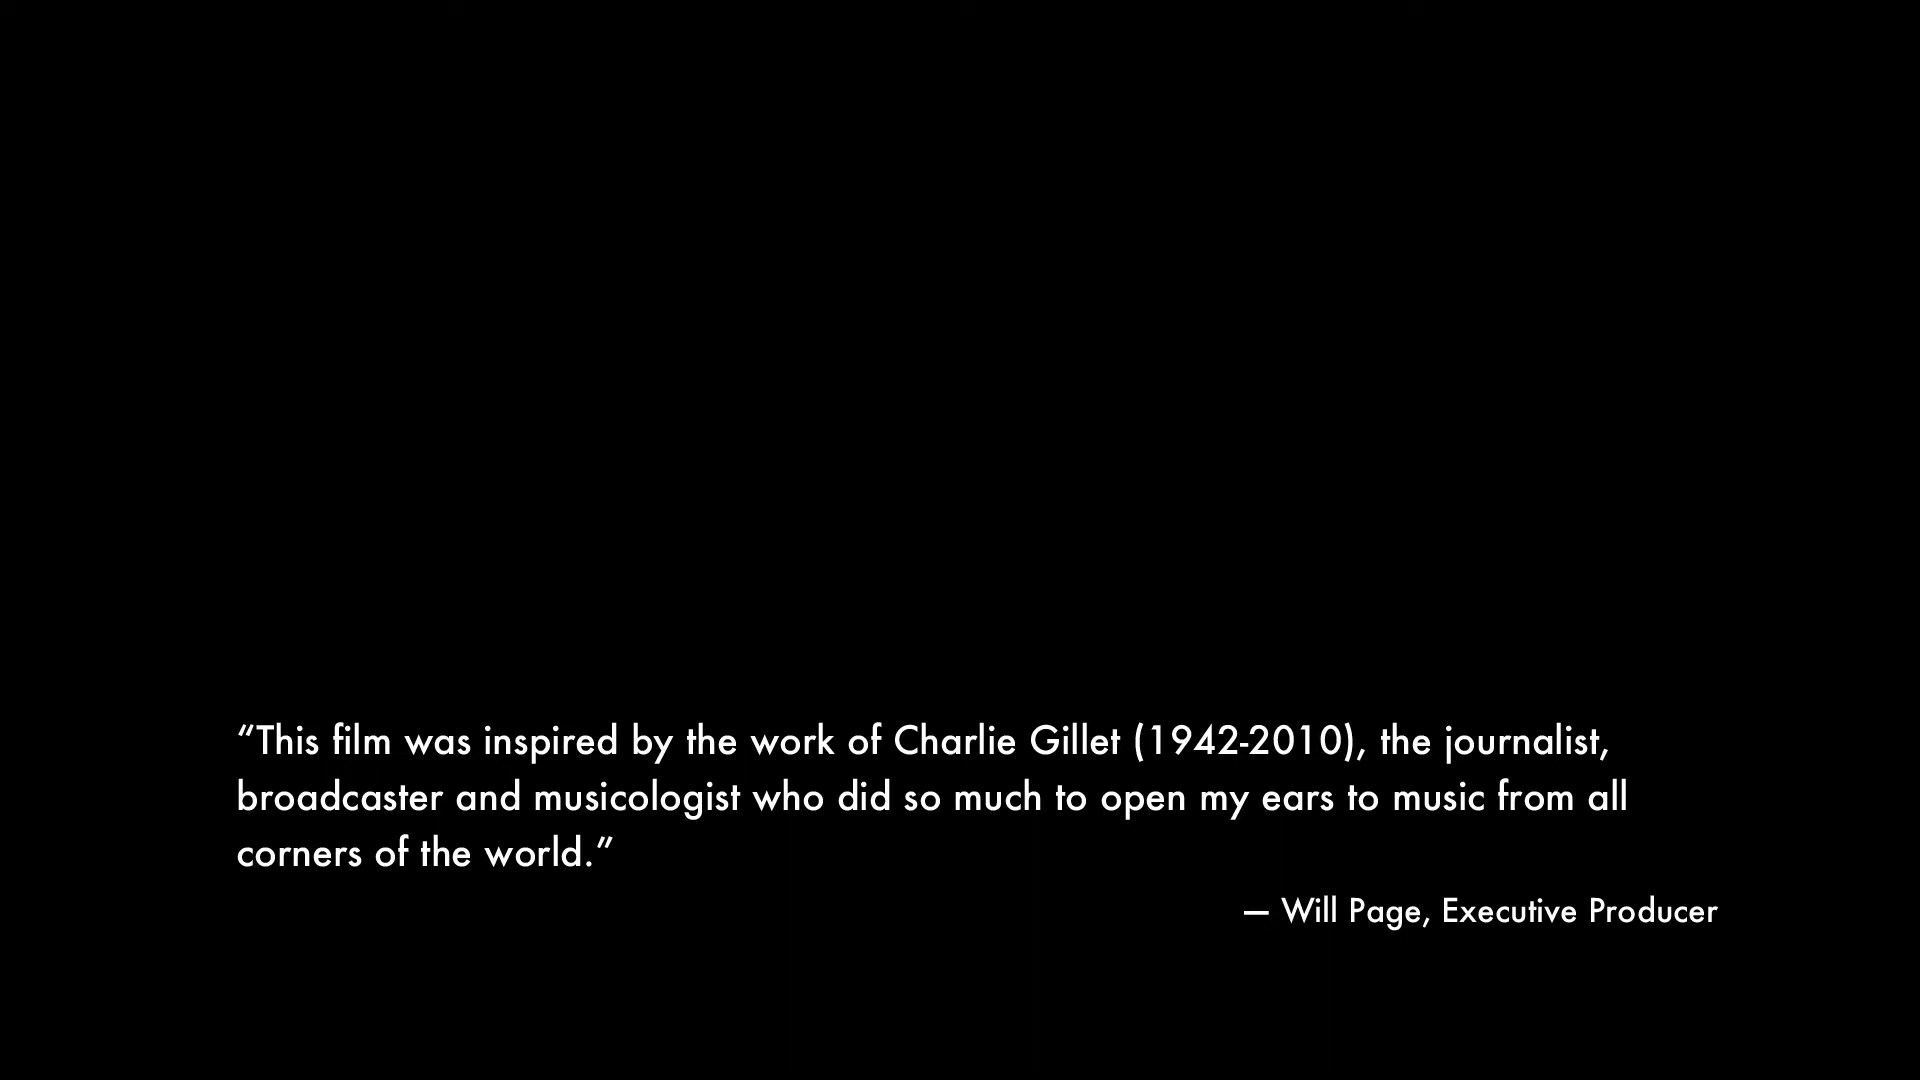 “This film was inspired by the work of Charlie Gillet (1942-2010), the journalist,
broadcaster and musicologist who did so much to open my ears to music from all
corners of the world.”
— Will Page, Executive Producer